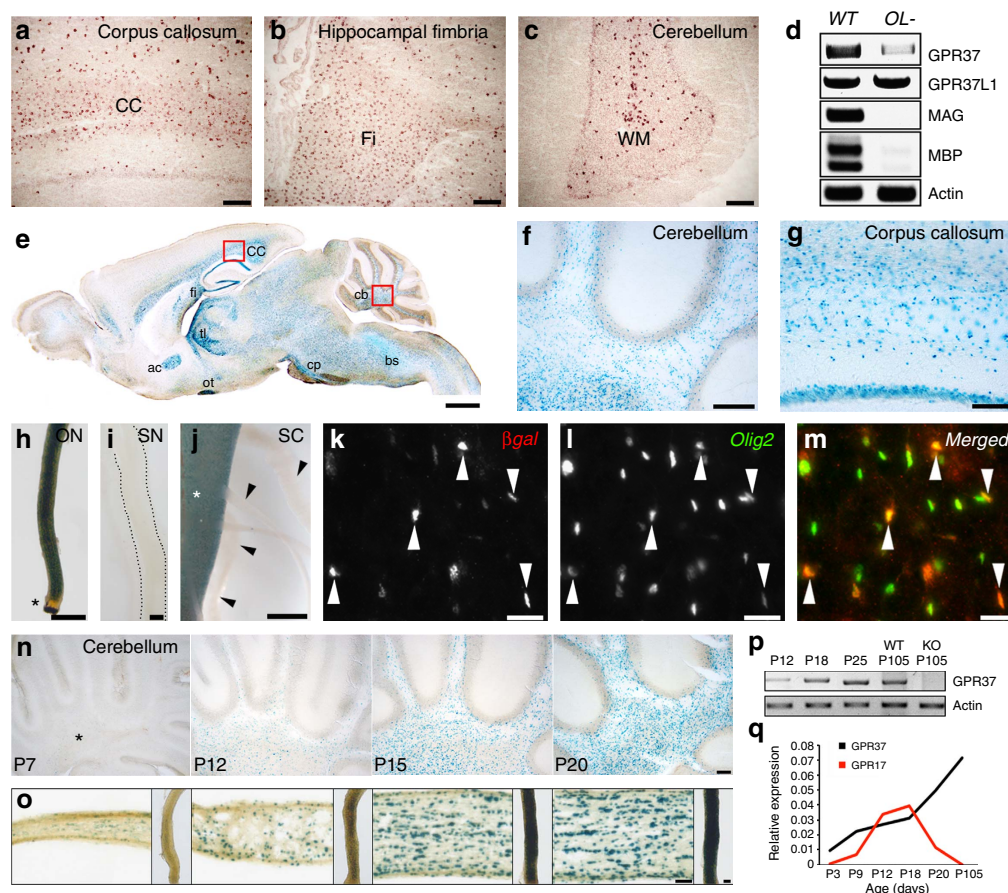 a Corpus callosum
CC
b Hippocampal fimbria
Fi
c Cerebellum
WM
d WT OL-
GPR37
GPR37L1
MAG
MBP
Actin
e
CC
fi
tl
ac
ot
cp
bs
cb
f Cerebellum
g Corpus callosum
h ON
*
i SN
j SC
*
k βgal
l Olig2
m Merged
n Cerebellum
*
P7
P12
P15
P20
o
p
WT KO
P12 P18 P25 P105 P105
GPR37
Actin
q
GPR37
GPR17
Relative expression
0.08
0.07
0.06
0.05
0.04
0.03
0.02
0.01
0
P3 P9 P12 P18 P20 P105
Age (days)